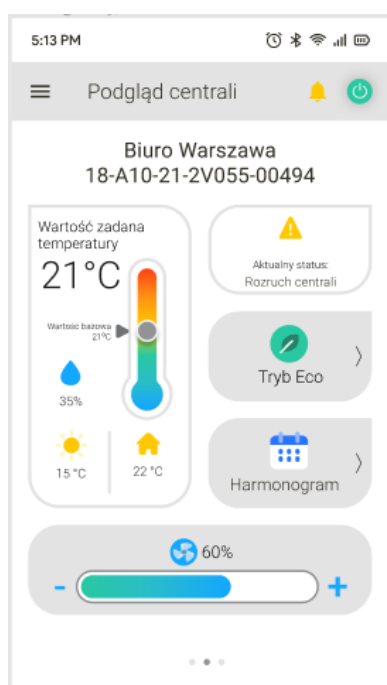 5:13 PM
Podgląd centrali
Biuro Warszawa
18-A10-21-2V055-00494
Wartość zadana
temperatury
21°C
Wartość bazowa
21°C
35%
15 °C
22 °C
Aktualny status:
Rozruch centrali
Tryb Eco
Harmonogram
60%
- +